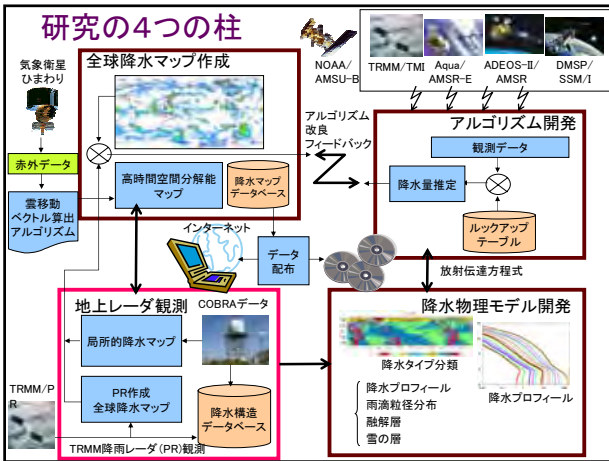 研究の4つの柱
気象衛星
ひまわり
赤外データ
雲移動
ベクトル算出
アルゴリズム
全球降水マップ作成
高時間空間分解能
マップ
降水マップ
データベース
NOAA/
AMSU-B
TRMM/TMI
Aqua/
AMSR-E
ADEOS-II/
AMSR
DMSP/
SSM/I
アルゴリズム
改良
フィードバック
アルゴリズム開発
観測データ
降水量推定
ルックアップ
テーブル
インターネット
データ
配布
放射伝達方程式
地上レーダ観測
COBRAデータ
局所的降水マップ
PR作成
全球降水マップ
降水構造
データベース
TRMM/P
R
TRMM降雨レーダ(PR)観測
降水物理モデル開発
降水タイプ分類
降水プロフィール
雨滴粒径分布
融解層
雪の層
降水プロフィール